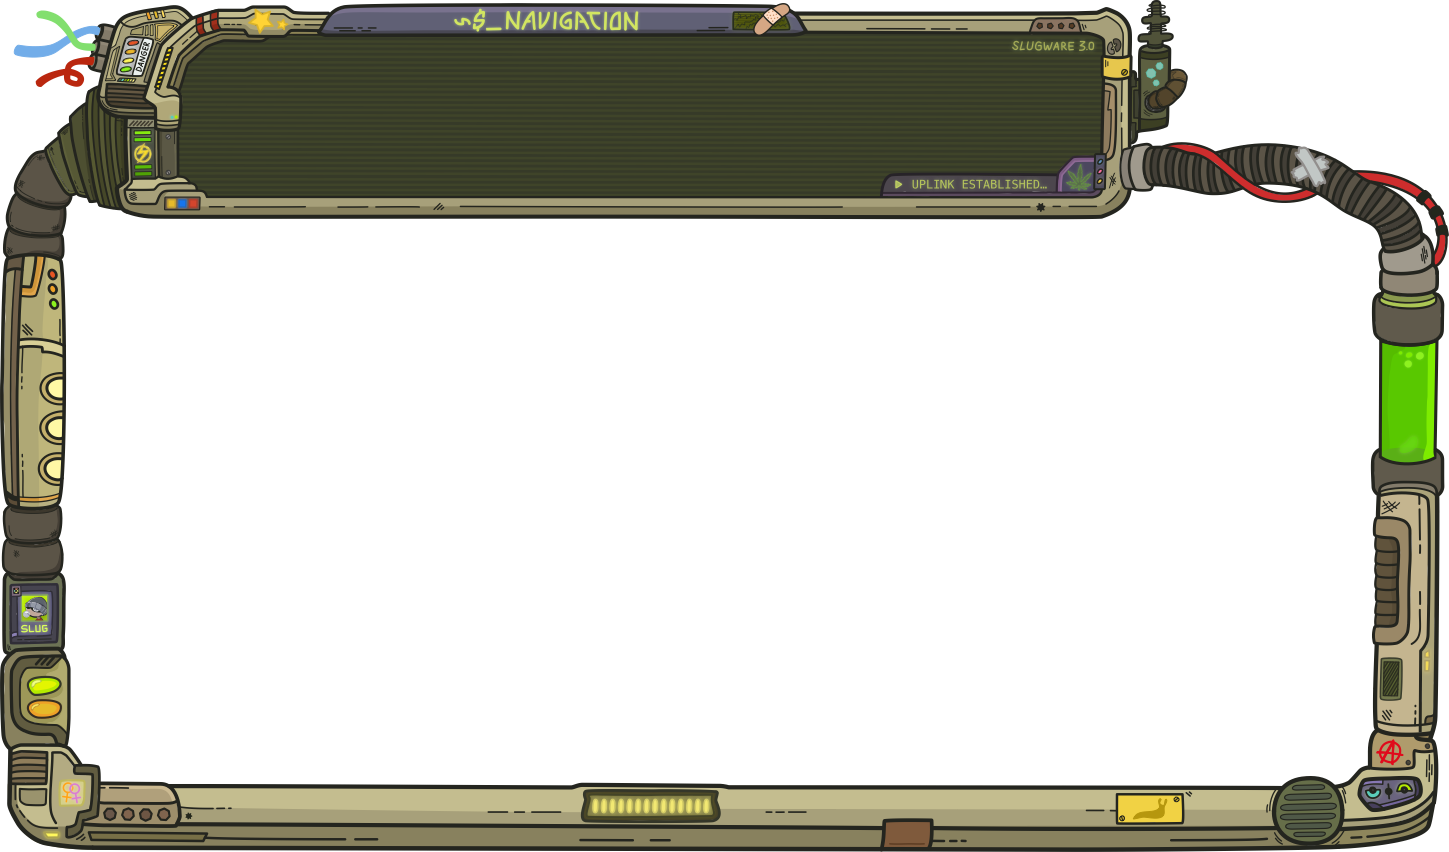 ~$_NAVIGATION
SLUGWARE 3.0
DANGER
UPLINK ESTABLISHED...
SLUG